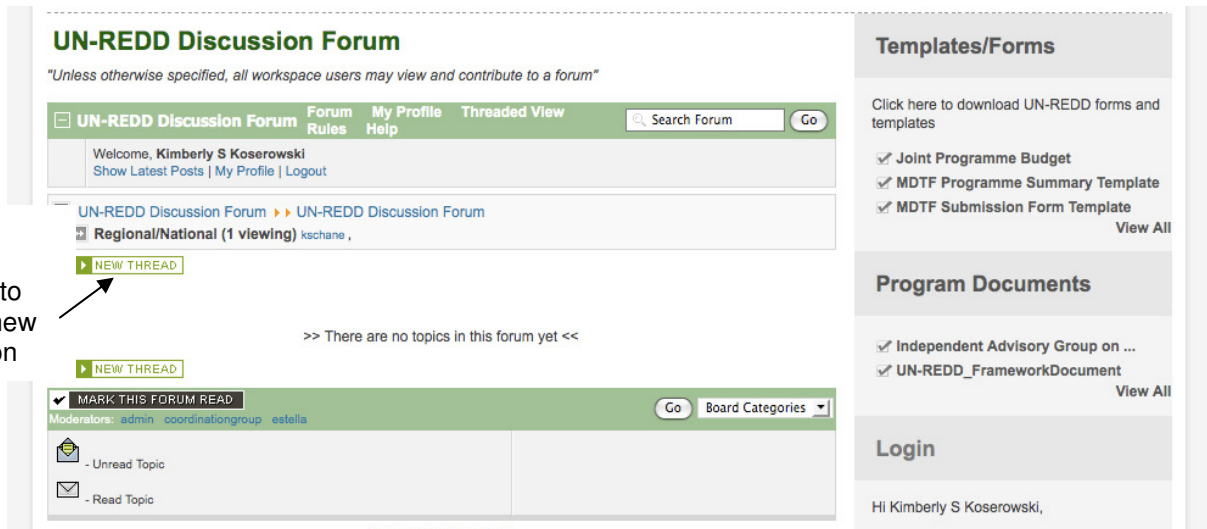 UN-REDD Discussion Forum
"Unless otherwise specified, all workspace users may view and contribute to a forum"
UN-REDD Discussion Forum Forum Rules My Profile Help Threaded View Search Forum Go
Welcome, Kimberly S Koserowski
Show Latest Posts | My Profile | Logout
UN-REDD Discussion Forum UN-REDD Discussion Forum
Regional/National (1 viewing) kschane ,
NEW THREAD
to
new
on
>> There are no topics in this forum yet <<
NEW THREAD
MARK THIS FORUM READ
Moderators: admin coordinationgroup estella
Go Board Categories
- Unread Topic
- Read Topic
Templates/Forms
Click here to download UN-REDD forms and
templates
Joint Programme Budget
MDTF Programme Summary Template
MDTF Submission Form Template
View All
Program Documents
Independent Advisory Group on ...
UN-REDD_FrameworkDocument
View All
Login
Hi Kimberly S Koserowski,